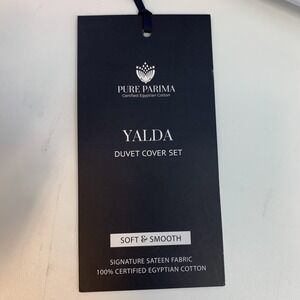 PURE PARIMA
Certified Egyptian Cotton
YALDA
DUVET COVER SET
SOFT & SMOOTH
SIGNATURE SATEEN FABRIC
100% CERTIFIED EGYPTIAN COTTON